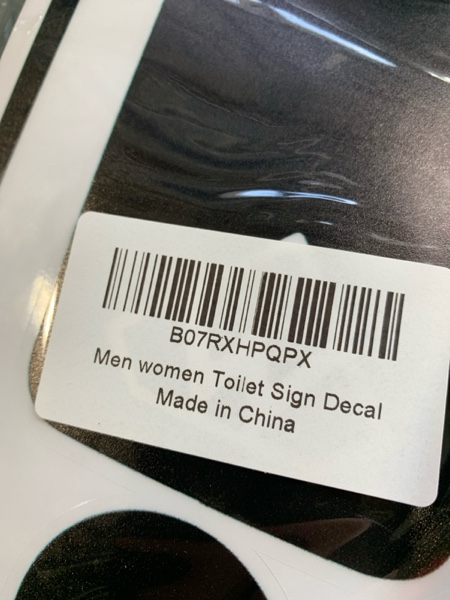 B07RXHPQPX
Men women Toilet Sign Decal
Made in China